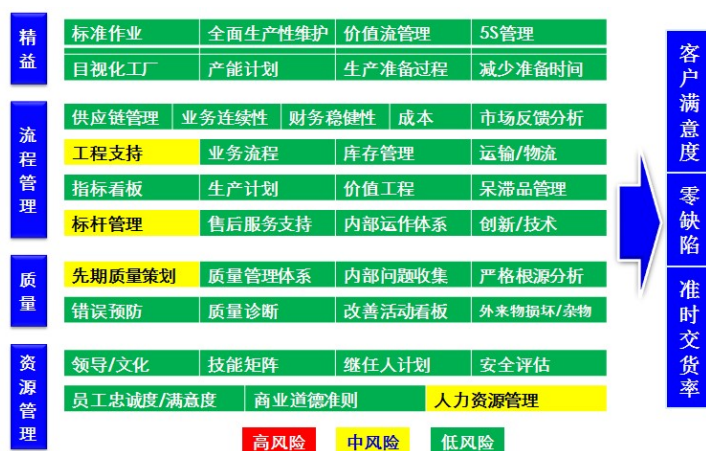 精益
标准作业 全面生产性维护 价值流管理 5S管理
目视化工厂 产能计划 生产准备过程 减少准备时间
流程管理
供应链管理 业务连续性 财务稳健性 成本 市场反馈分析
工程支持 业务流程 库存管理 运输/物流
指标看板 生产计划 价值工程 呆滞品管理
标杆管理 售后服务支持 内部运作体系 创新/技术
质量
先期质量策划 质量管理体系 内部问题收集 严格根源分析
错误预防 质量诊断 改善活动看板 外来物损坏/杂物
资源管理
领导/文化 技能矩阵 继任人计划 安全评估
员工忠诚度/满意度 商业道德准则 人力资源管理
高风险 中风险 低风险
客户满意度
零缺陷
准时交货率